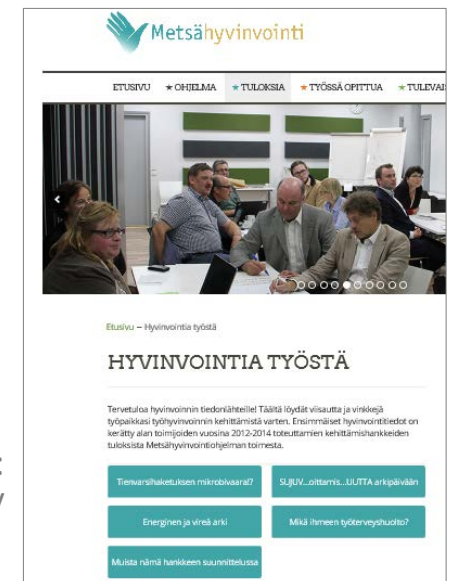 Metsähyvinvointi
ETUSIVU ★ OHJELMA ★ TULOKSIA ★ TYÖSSÄ OPITTUA ★ TULEVAIS
Etusivu – Hyvinvointia työstä
HYVINVOINTIA TYÖSTÄ
Tervetuloa hyvinvoinnin tiedonlähteille! Täältä löydät viisautta ja vinkkejä
työpaikkasi työhyvinvoinnin kehittämistä varten. Ensimmäiset hyvinvointitiedot on
kerätty alan toimijoiden vuosina 2012-2014 toteuttamien kehittämishankkeiden
tuloksista Metsähyvinvointiohjelman toimesta.
Tienvarsihaketuksen mikrobivaara!?
SUJUV...oittamis...UUTTA arkipäivään
Energinen ja vireä arki
Mikä ihmeen työterveyshuolto?
Muista nämä hankkeen suunnittelussa